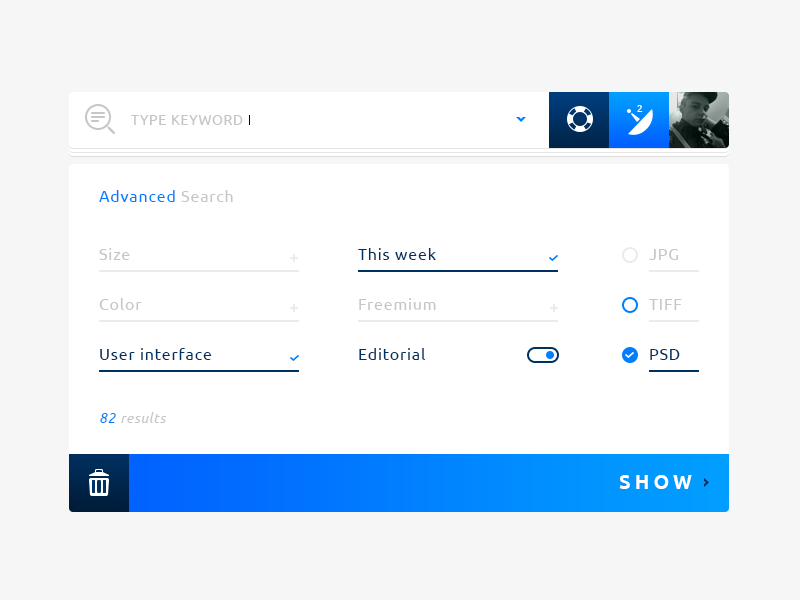 TYPE KEYWORD
2
Advanced Search
Size
This week
JPG
Color
Freemium
TIFF
User interface
Editorial
PSD
82 results
SHOW